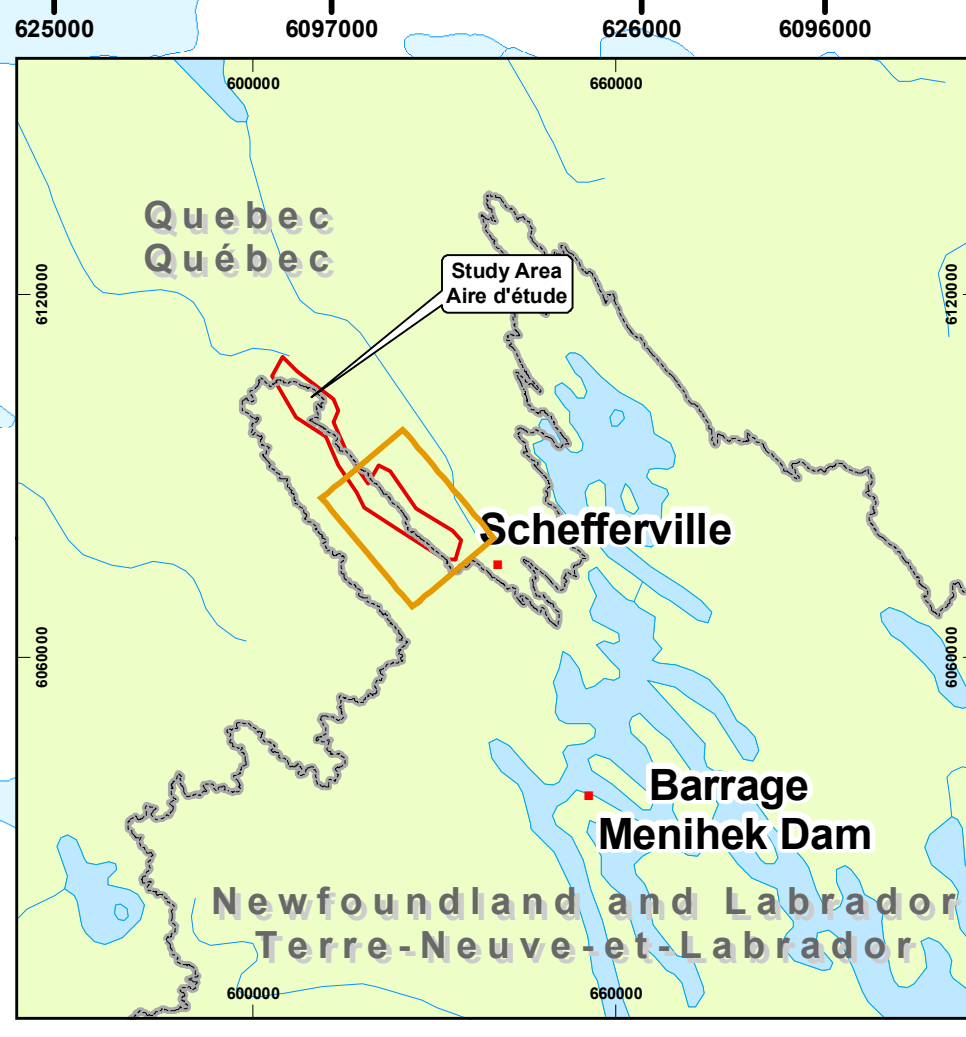 625000 6097000 626000 6096000
600000 660000
Quebec
Québec
Study Area
Aire d'étude
6120000 6120000
Schefferville
6060000 6060000
Barrage
Menihek Dam
Newfoundland and Labrador
Terre-Neuve-et-Labrador
600000 660000